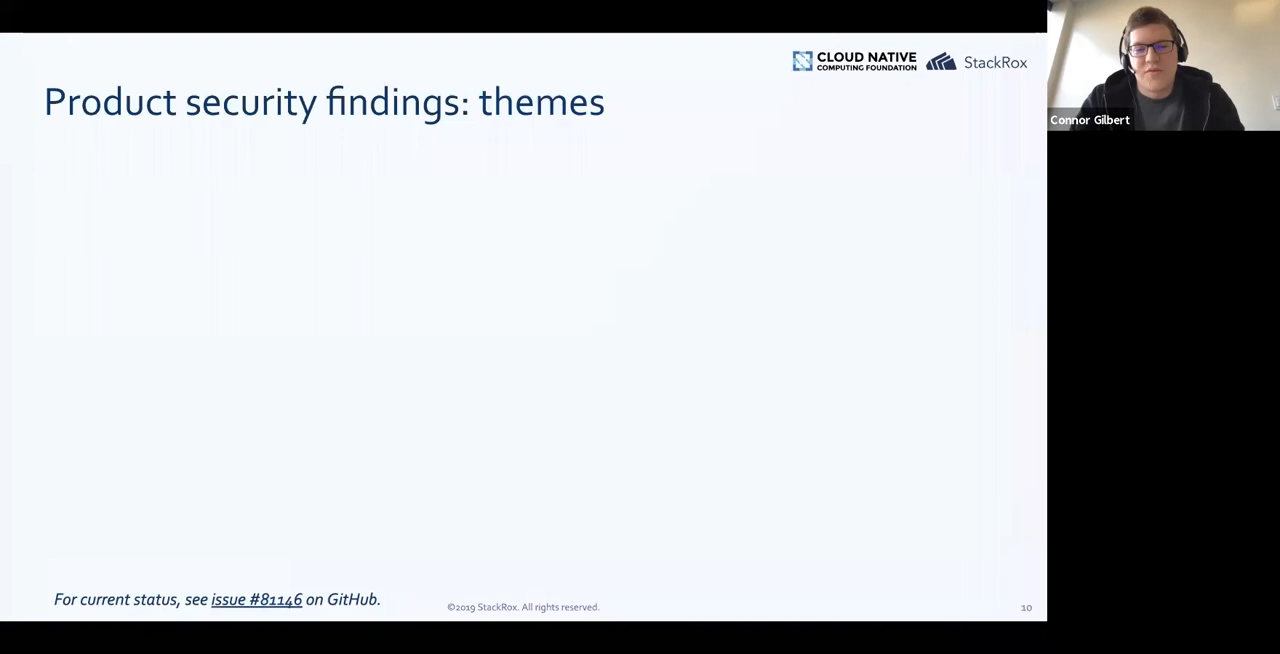 CLOUD NATIVE
COMPUTING FOUNDATION
StackRox
Product security findings: themes
Connor Gilbert
For current status, see issue #81146 on GitHub.
©2019 StackRox. All rights reserved.
10